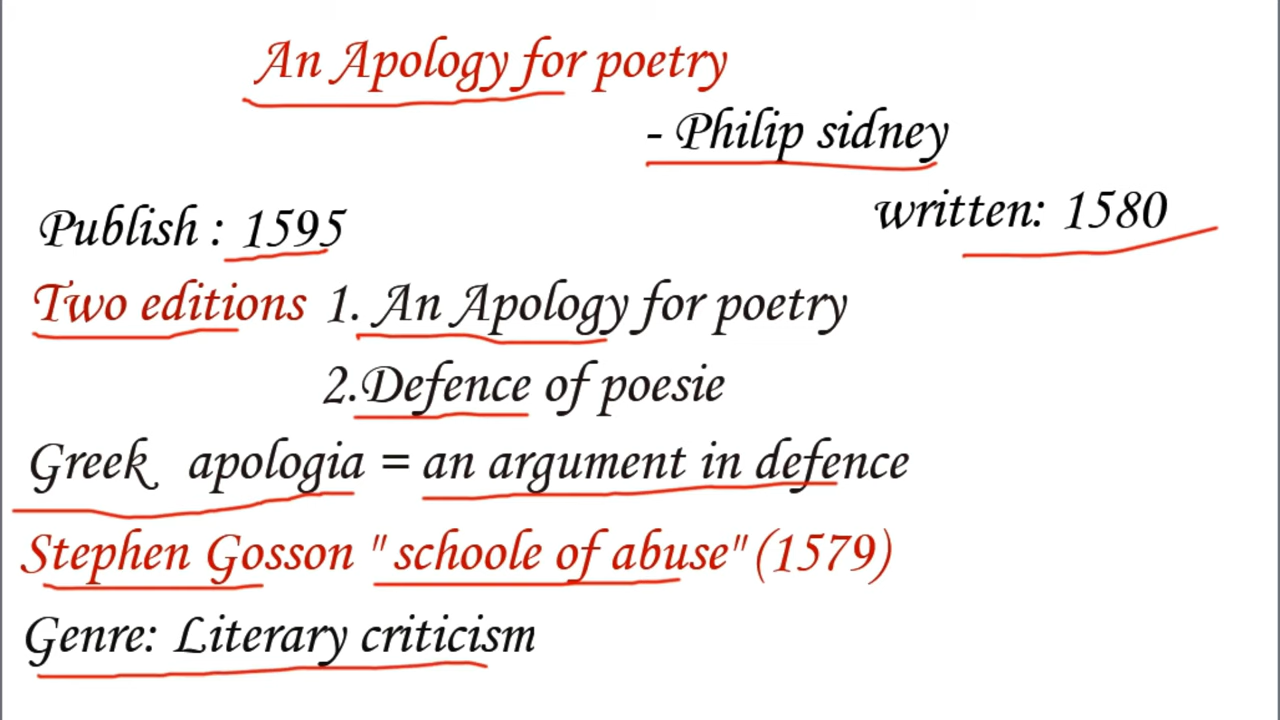 An Apology for poetry
- Philip sidney
written: 1580
Publish : 1595
Two editions 1. An Apology for poetry
2.Defence of poesie
Greek apologia = an argument in defence
Stephen Gosson "schoole of abuse" (1579)
Genre: Literary criticism